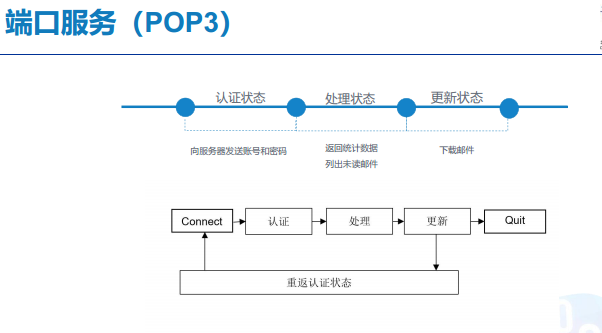 端口服务（POP3）
认证状态
处理状态
更新状态
向服务器发送账号和密码
返回统计数据
列出未读邮件
下载邮件
Connect
认证
处理
更新
Quit
重返认证状态